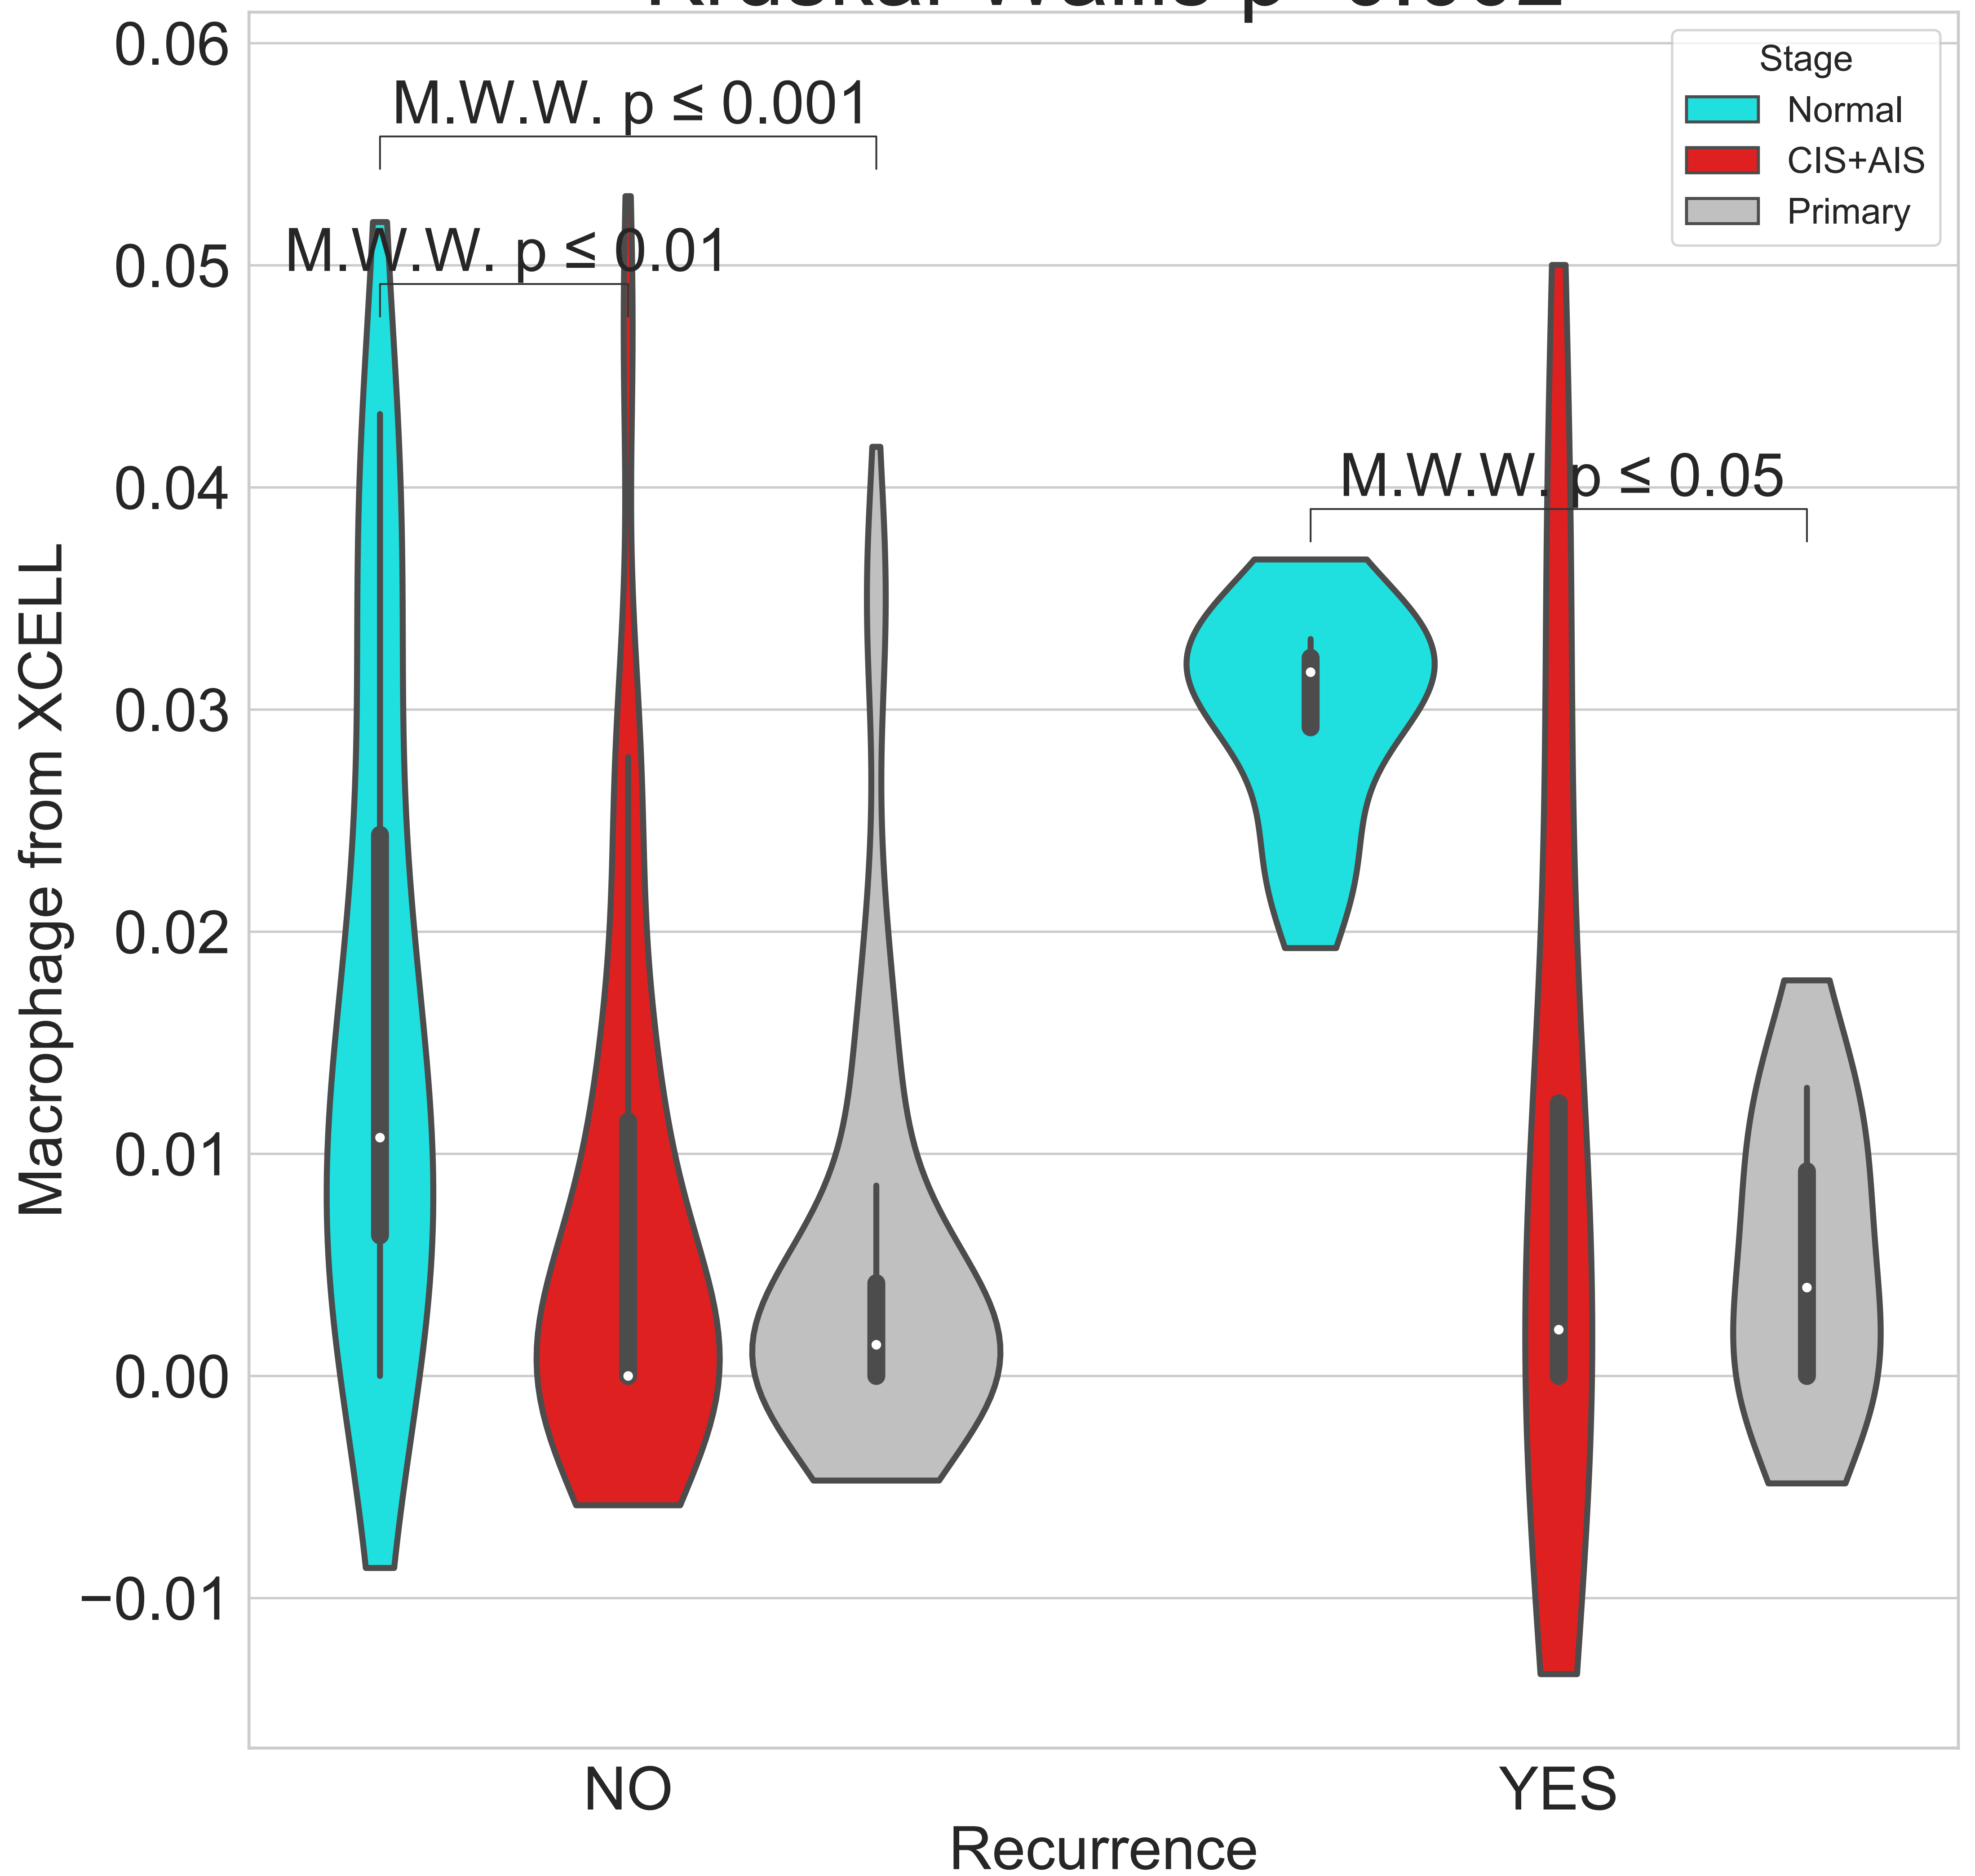 0.06
0.05
0.04
0.03
0.02
0.01
0.00
−0.01
Macrophage from XCELL
M.W.W. p ≤ 0.001
M.W.W. p ≤ 0.01
M.W.W. p ≤ 0.05
Stage
Normal
CIS+AIS
Primary
NO
YES
Recurrence